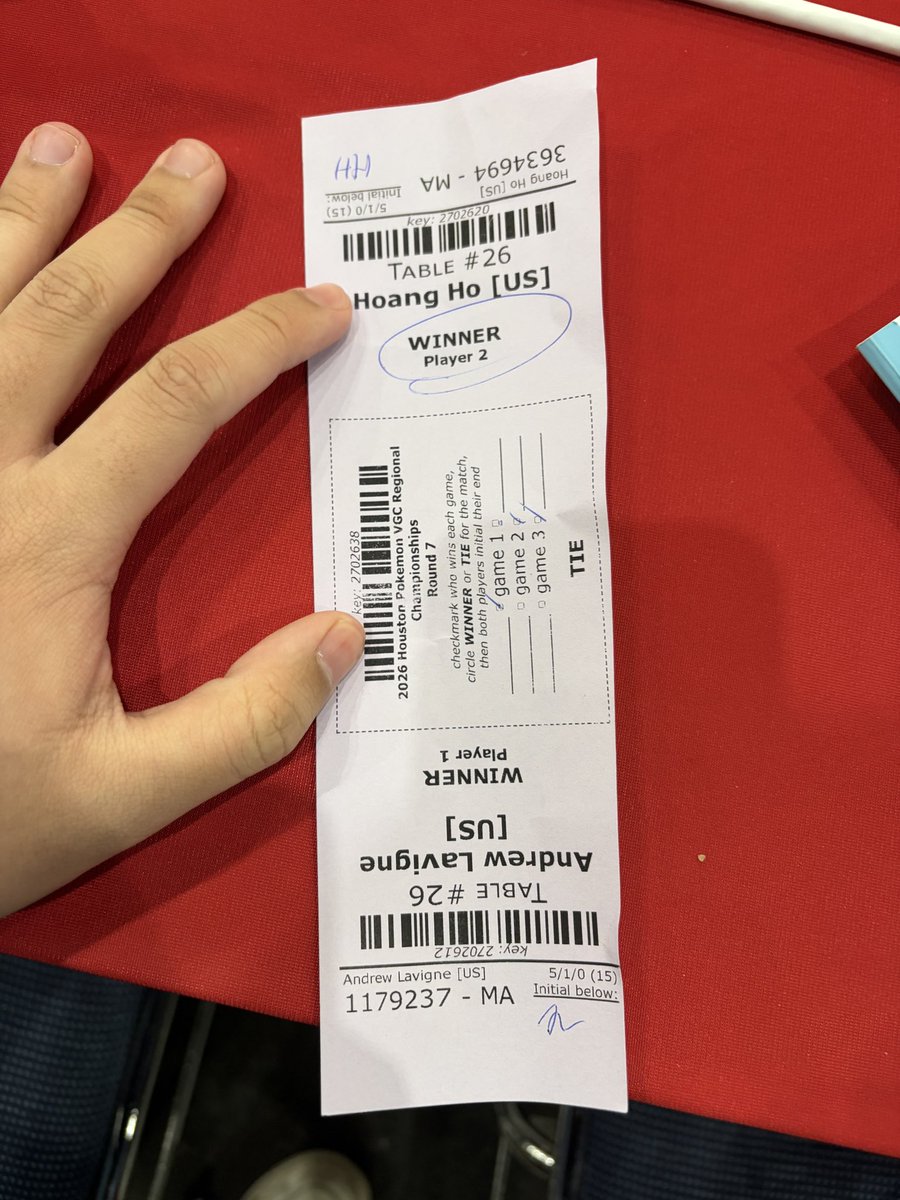 HH
Initial below:
5/1/0 (15)
3634694 - MA
Hoang Ho [US]
key: 2702620
TABLE #26
Hoang Ho [US]
WINNER
Player 2
key: 2702638
2026 Houston Pokemon VGC Regional
Championships
Round 7
checkmark who wins each game,
circle WINNER or TIE for the match,
then both players initial their end
game 1
game 2
game 3
TIE
WINNER
Player 1
Andrew Lavigne
[US]
TABLE #26
key: 2702612
Andrew Lavigne [US]
1179237 - MA
5/1/0 (15)
Initial below: